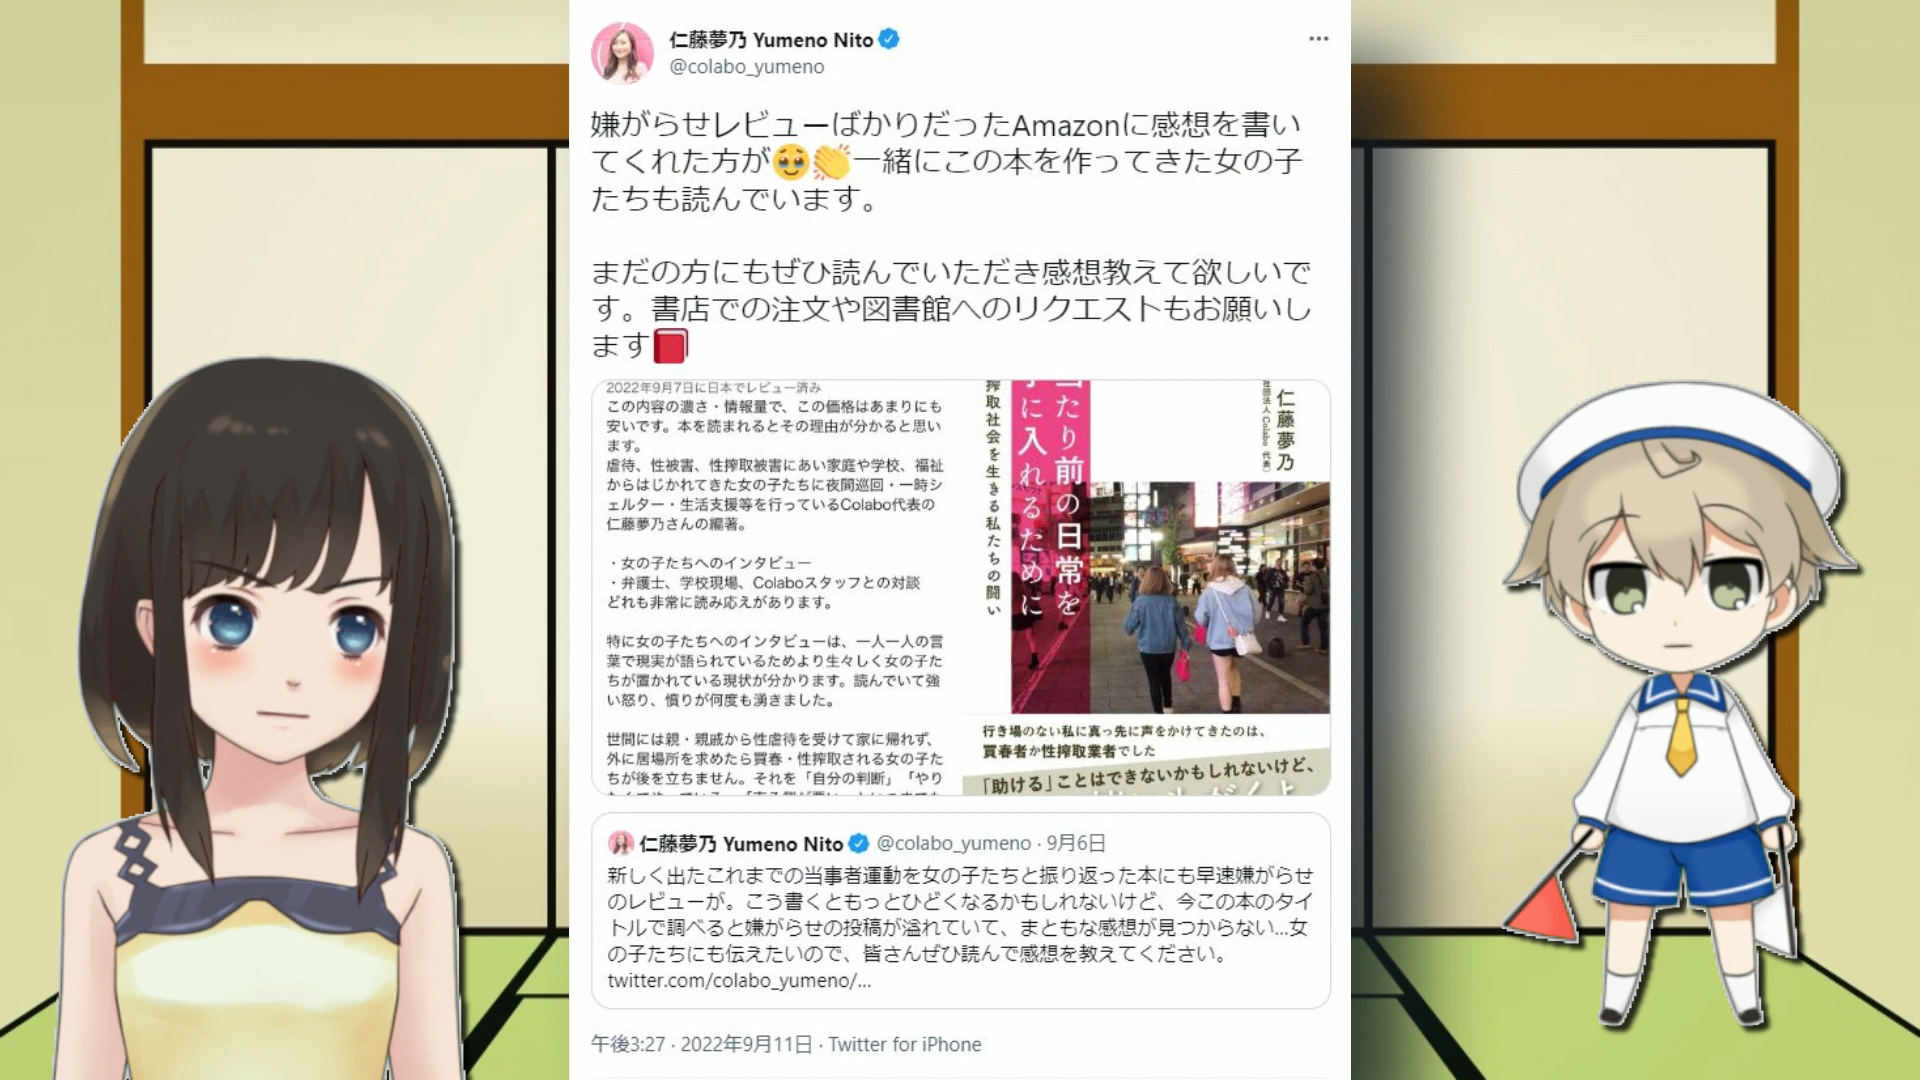 仁藤夢乃 Yumeno Nito
@colabo_yumeno
嫌がらせレビューばかりだったAmazonに感想を書い
てくれた方が🥹👏一緒にこの本を作ってきた女の子
たちも読んでいます。
まだの方にもぜひ読んでいただき感想教えて欲しいで
す。書店での注文や図書館へのリクエストもお願いし
ます📕
2022年9月7日に日本でレビュー済み
この内容の濃さ・情報量で、この価格はあまりにも
安いです。本を読まれるとその理由が分かると思い
ます。
虐待、性被害、性搾取被害にあい家庭や学校、福祉
からはじかれてきた女の子たちに夜間巡回・一時シ
ェルター・生活支援等を行っているColabo代表の
仁藤夢乃さんの編著。
・女の子たちへのインタビュー
・弁護士、学校現場、Colaboスタッフとの対談
どれも非常に読み応えがあります。
特に女の子たちへのインタビューは、一人一人の言
葉で現実が語られているためより生々しく女の子た
ちが置かれている現状が分かります。読んでいて強
い怒り、憤りが何度も湧きました。
世間には親・親戚から性虐待を受けて家に帰れず、
外に居場所を求めたら買春・性搾取される女の子た
ちが後を立ちません。それを「自分の判断」「やり
当たり前の日常を
手に入れるために
搾取社会を生きる私たちの闘い
仁藤夢乃
社団法人Colabo代表
行き場のない私に真っ先に声をかけてきたのは、
買春者か性搾取業者でした
「助ける」ことはできないかもしれないけど、
仁藤夢乃 Yumeno Nito @colabo_yumeno · 9月6日
新しく出たこれまでの当事者運動を女の子たちと振り返った本にも早速嫌がらせ
のレビューが。こう書くともっとひどくなるかもしれないけど、今この本のタイ
トルで調べると嫌がらせの投稿が溢れていて、まともな感想が見つからない...女
の子たちにも伝えたいので、皆さんぜひ読んで感想を教えてください。
twitter.com/colabo_yumeno/...
午後3:27 · 2022年9月11日 · Twitter for iPhone